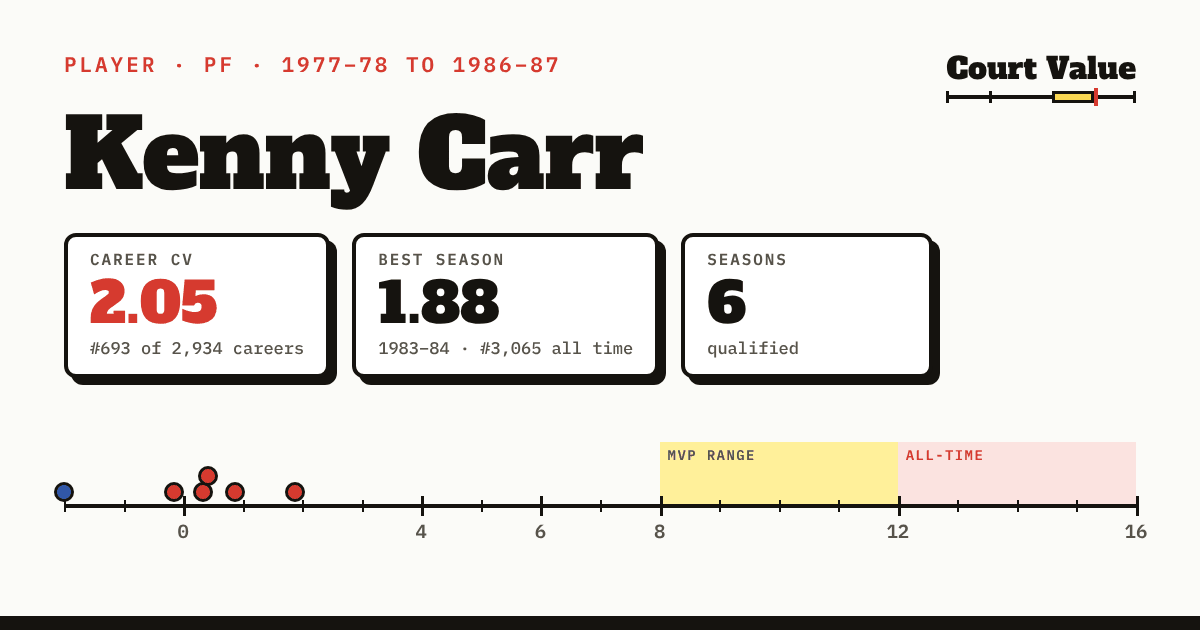 PLAYER · PF · 1977–78 TO 1986–87
Court Value
Kenny Carr
CAREER CV
2.05
#693 of 2,934 careers
BEST SEASON
1.88
1983–84 · #3,065 all time
SEASONS
6
qualified
MVP RANGE
ALL-TIME
0 4 6 8 12 16